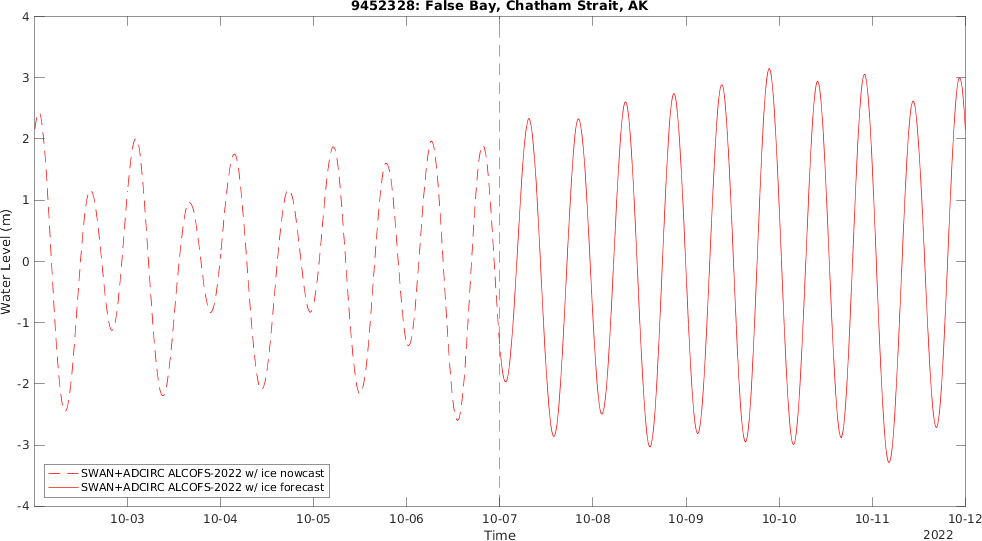 9452328: False Bay, Chatham Strait, AK
4
3
2
1
0
-1
-2
-3
-4
Water Level (m)
SWAN+ADCIRC ALCOFS-2022 w/ ice nowcast
SWAN+ADCIRC ALCOFS-2022 w/ ice forecast
10-03 10-04 10-05 10-06 10-07 10-08 10-09 10-10 10-11 10-12
Time
2022